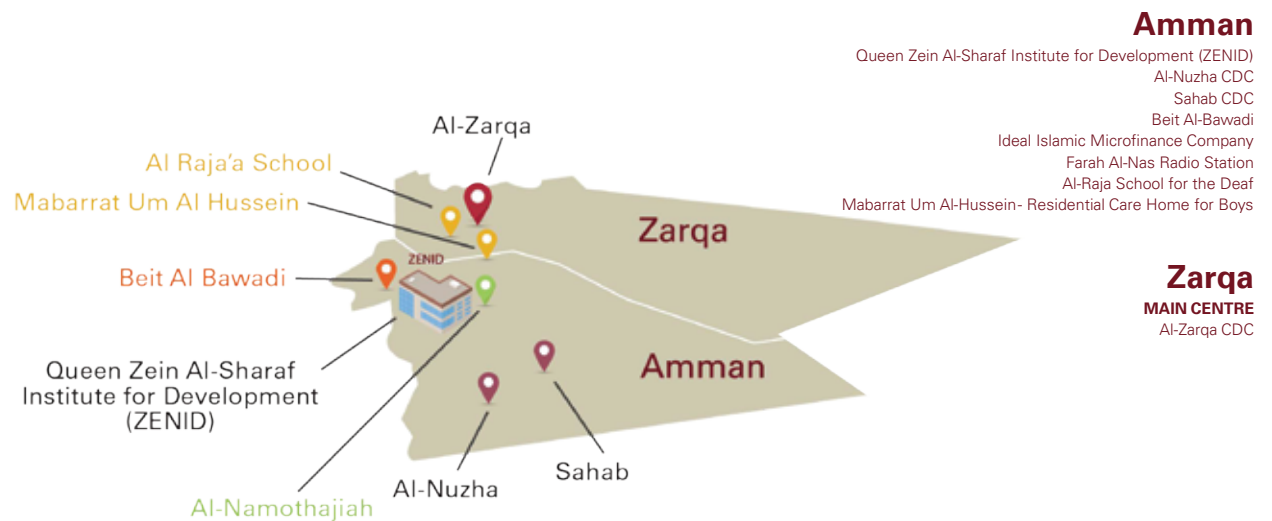 Amman
Queen Zein Al-Sharaf Institute for Development (ZENID)
Al-Nuzha CDC
Sahab CDC
Beit Al-Bawadi
Ideal Islamic Microfinance Company
Farah Al-Nas Radio Station
Al-Raja School for the Deaf
Mabarrat Um Al-Hussein- Residential Care Home for Boys
Zarqa
MAIN CENTRE
Al-Zarqa CDC
Al-Zarqa
Al Raja'a School
Mabarrat Um Al Hussein
Zarqa
ZENID
Beit Al Bawadi
Amman
Queen Zein Al-Sharaf
Institute for Development
(ZENID)
Sahab
Al-Nuzha
Al-Namothajiah